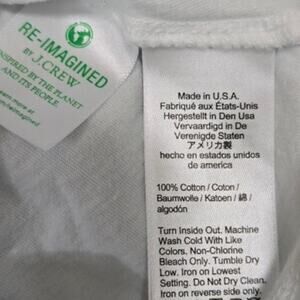 RE-IMAGINED
BY J.CREW
INSPIRED BY THE PLANET
AND ITS PEOPLE.
more at
Made in U.S.A.
Fabriqué aux États-Unis
Hergestellt in Den Usa
Vervaardigd in De
Verenigde Staten
アメリカ製
hecho en estados unidos
de america
100% Cotton / Coton /
Baumwolle / Katoen / 綿 /
algodón
Turn Inside Out. Machine
Wash Cold With Like
Colors. Non-Chlorine
Bleach Only. Tumble Dry
Low. Iron on Lowest
Setting. Do Not Dry Clean.
Iron on reverse side only.